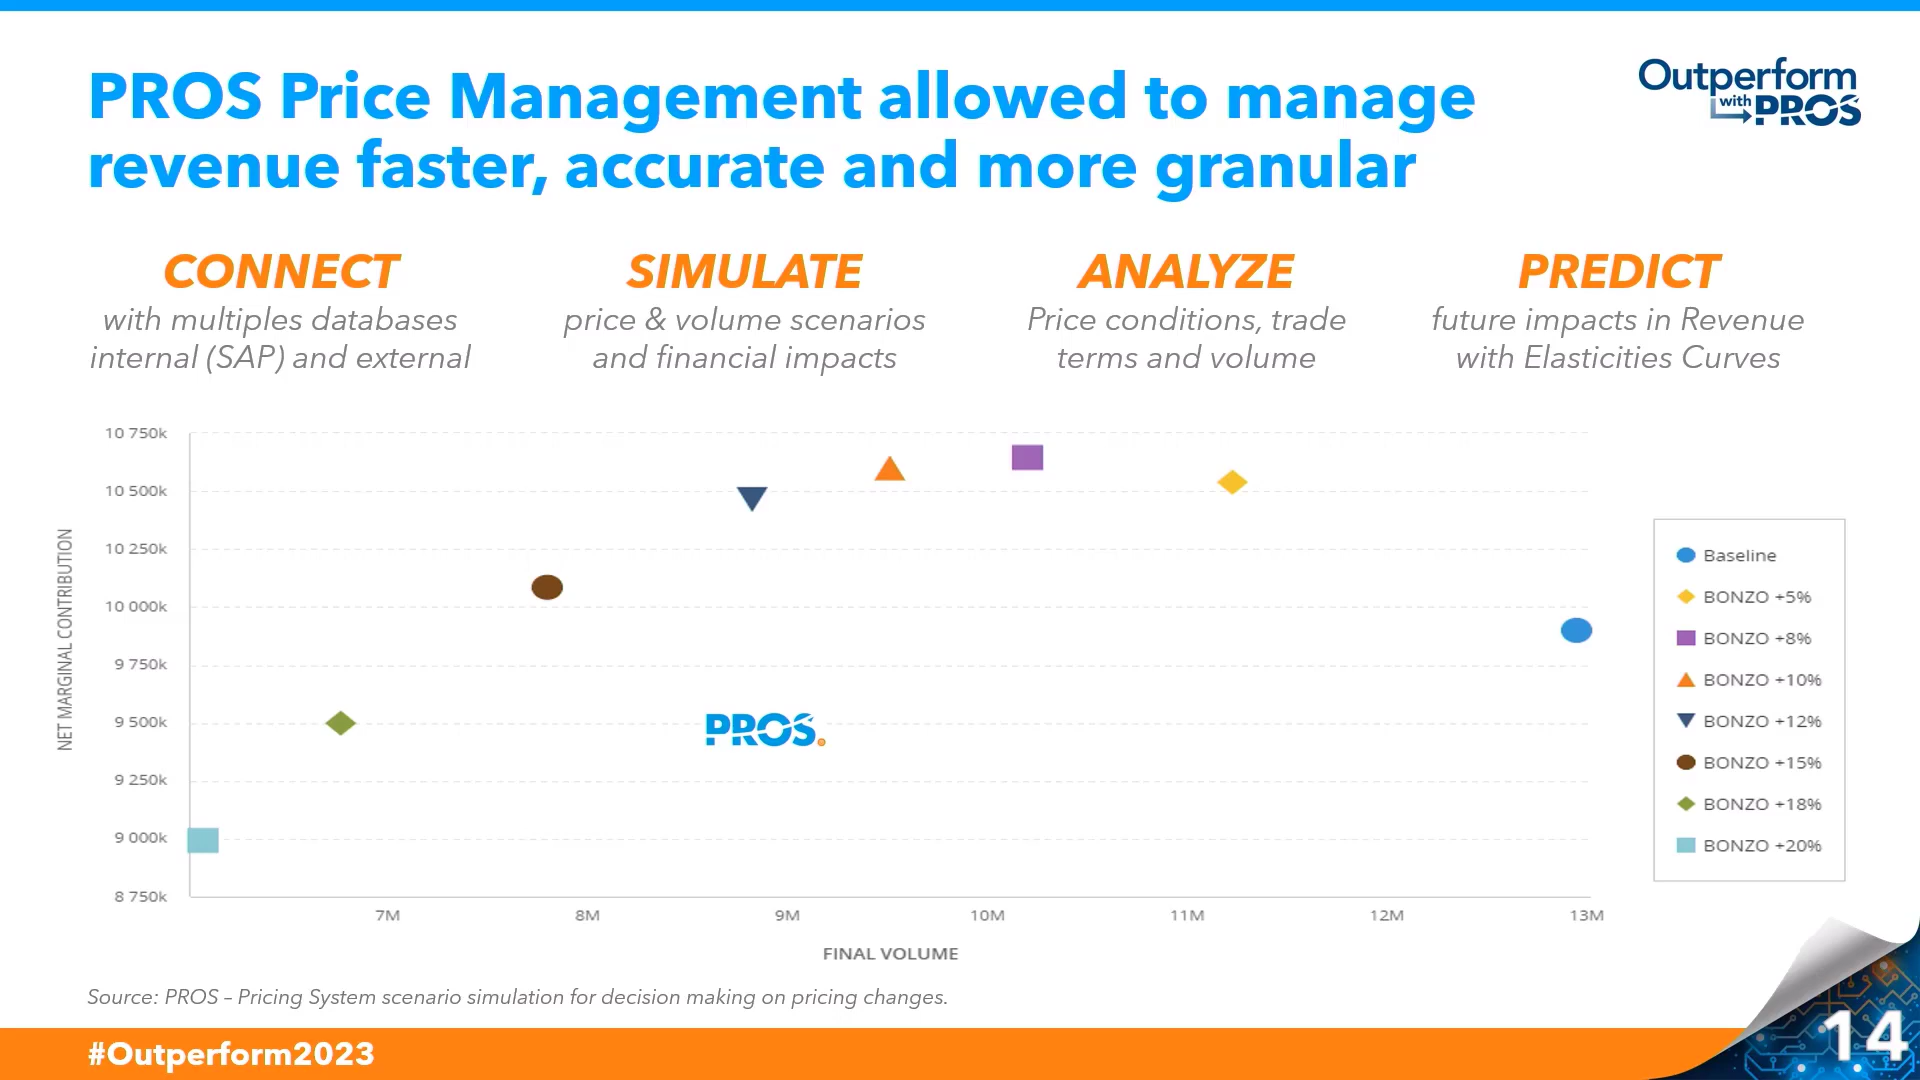 PROS Price Management allowed to manage
revenue faster, accurate and more granular
Outperform
with PROS
CONNECT
with multiples databases
internal (SAP) and external
SIMULATE
price & volume scenarios
and financial impacts
ANALYZE
Price conditions, trade
terms and volume
PREDICT
future impacts in Revenue
with Elasticities Curves
NET MARGINAL CONTRIBUTION
10 750k
10 500k
10 250k
10 000k
9 750k
9 500k
9 250k
9 000k
8 750k
PROS.
7M
8M
9M
10M
11M
12M
13M
FINAL VOLUME
Baseline
BONZO +5%
BONZO +8%
BONZO +10%
BONZO +12%
BONZO +15%
BONZO +18%
BONZO +20%
Source: PROS – Pricing System scenario simulation for decision making on pricing changes.
#Outperform2023
14